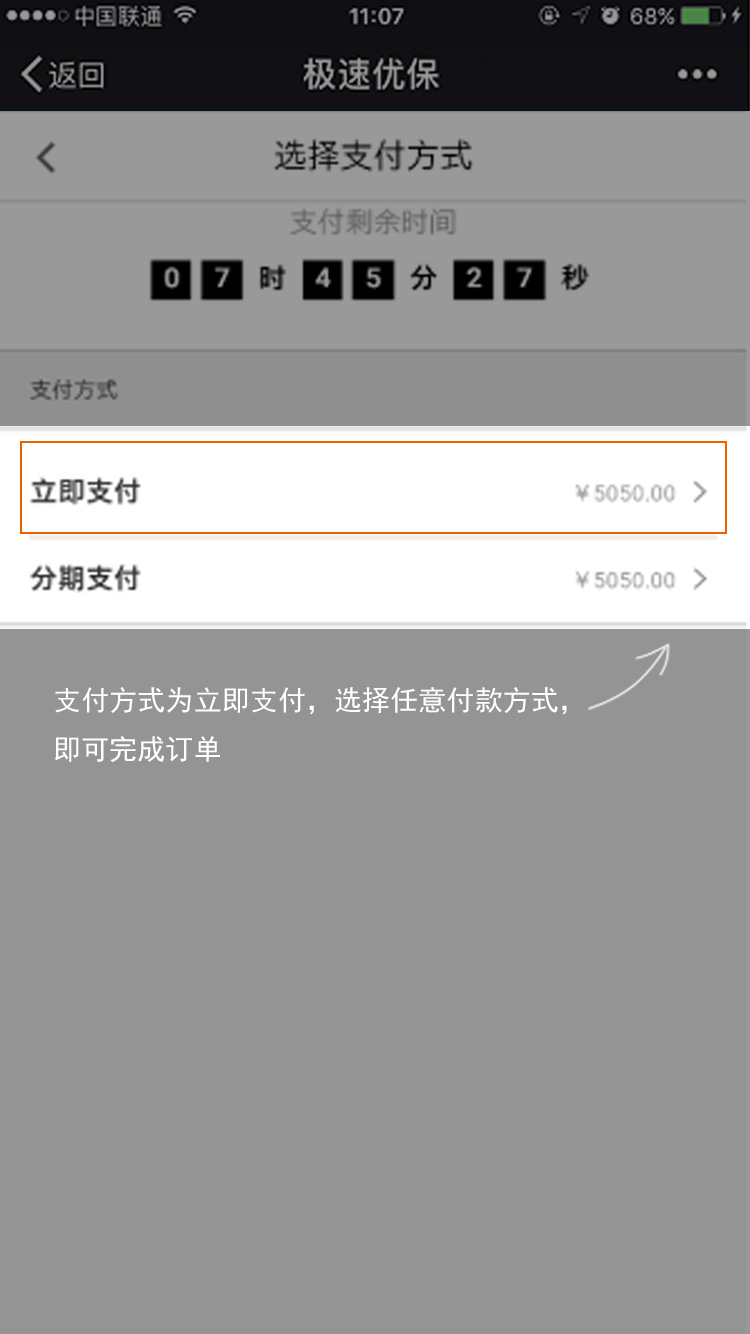 中国联通 11:07 68%
返回 极速优保
选择支付方式
支付剩余时间
07时45分27秒
支付方式
立即支付 ￥5050.00
分期支付 ￥5050.00
支付方式为立即支付，选择任意付款方式，
即可完成订单